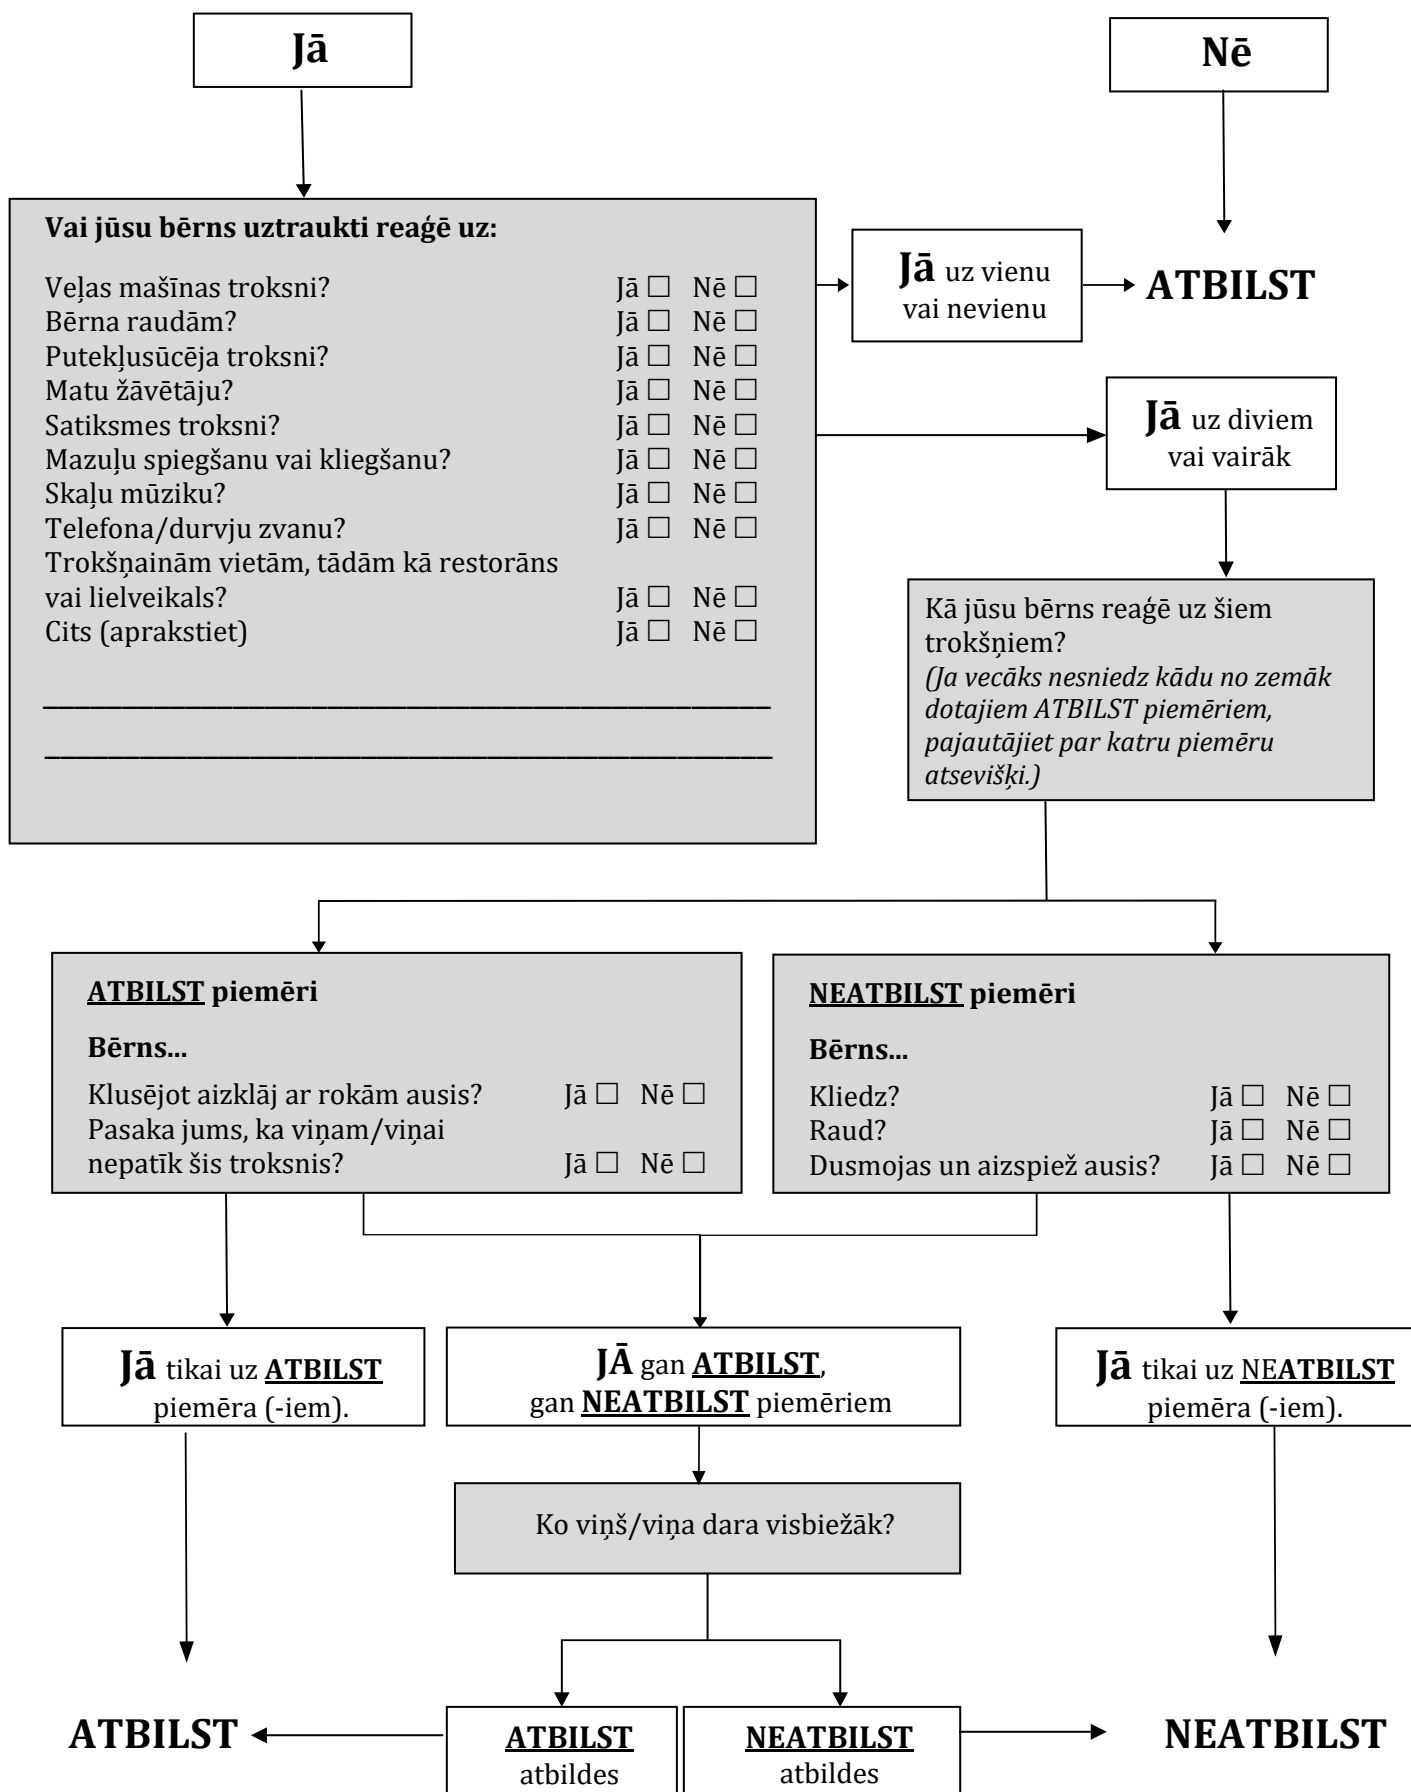 Jā
Nē
Vai jūsu bērns uztraukti reaģē uz:
Veļas mašīnas troksni? Jā ☐ Nē ☐
Bērna raudām? Jā ☐ Nē ☐
Putekļusūcēja troksni? Jā ☐ Nē ☐
Matu žāvētāju? Jā ☐ Nē ☐
Satiksmes troksni? Jā ☐ Nē ☐
Mazuļu spiegšanu vai kliegšanu? Jā ☐ Nē ☐
Skaļu mūziku? Jā ☐ Nē ☐
Telefona/durvju zvanu? Jā ☐ Nē ☐
Trokšņainām vietām, tādām kā restorāns
vai lielveikals? Jā ☐ Nē ☐
Cits (aprakstiet) Jā ☐ Nē ☐
Jā uz vienu
vai nevienu
ATBILST
Jā uz diviem
vai vairāk
Kā jūsu bērns reaģē uz šiem
trokšņiem?
(Ja vecāks nesniedz kādu no zemāk
dotajiem ATBILST piemēriem,
pajautājiet par katru piemēru
atsevišķi.)
ATBILST piemēri
Bērns...
Klusējot aizklāj ar rokām ausis? Jā ☐ Nē ☐
Pasaka jums, ka viņam/viņai
nepatīk šis troksnis? Jā ☐ Nē ☐
NEATBILST piemēri
Bērns...
Kliedz? Jā ☐ Nē ☐
Raud? Jā ☐ Nē ☐
Dusmojas un aizspiež ausis? Jā ☐ Nē ☐
Jā tikai uz ATBILST
piemēra (-iem).
JĀ gan ATBILST,
gan NEATBILST piemēriem
Jā tikai uz NEATBILST
piemēra (-iem).
Ko viņš/viņa dara visbiežāk?
ATBILST
ATBILST
atbildes
NEATBILST
atbildes
NEATBILST